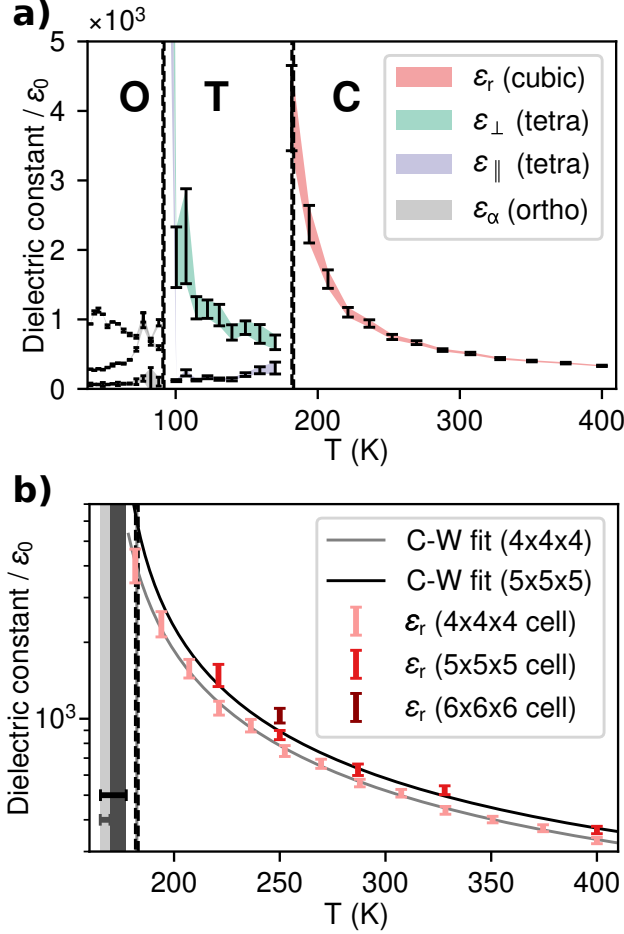 a)
×10³
O T C
εᵣ (cubic)
ε⊥ (tetra)
ε∥ (tetra)
εα (ortho)
Dielectric constant / ε₀
5
4
3
2
1
0
100 200 300 400
T (K)
b)
C-W fit (4x4x4)
C-W fit (5x5x5)
εᵣ (4x4x4 cell)
εᵣ (5x5x5 cell)
εᵣ (6x6x6 cell)
Dielectric constant / ε₀
10³
200 250 300 350 400
T (K)